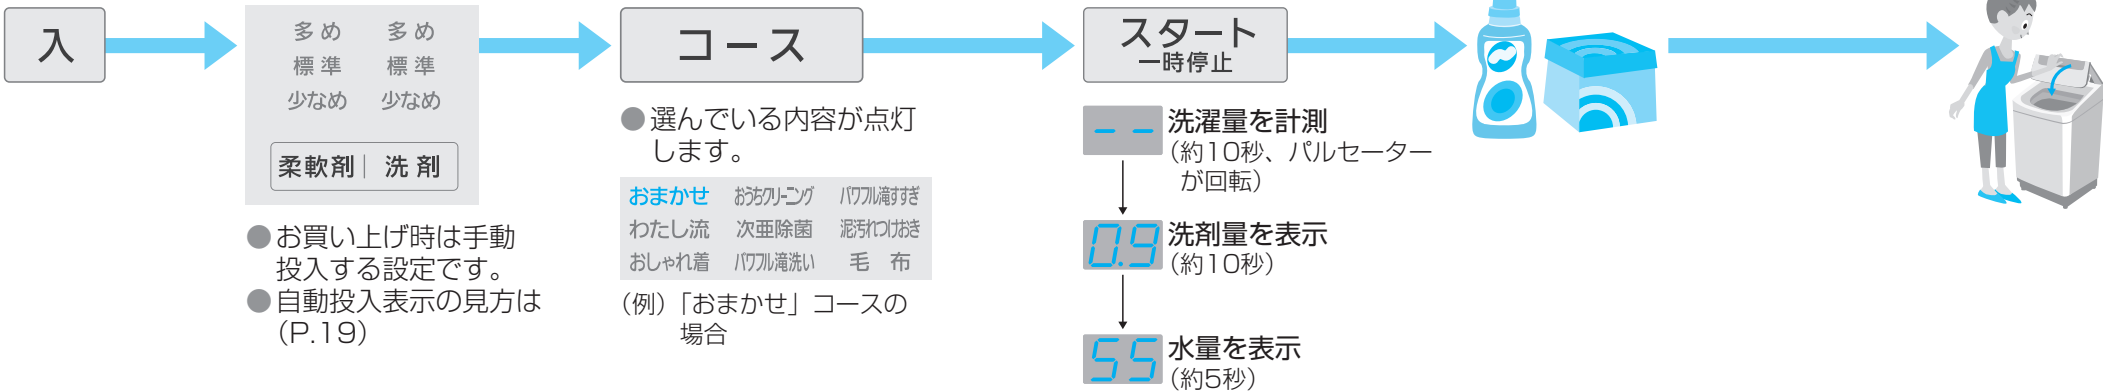 入
多め 多め
標準 標準
少なめ 少なめ
柔軟剤 洗剤
●お買い上げ時は手動
投入する設定です。
●自動投入表示の見方は
(P.19)
コース
●選んでいる内容が点灯
します。
おまかせ おうちクリーニング パワフル滝すすぎ
わたし流 次亜除菌 泥汚れつけおき
おしゃれ着 パワフル滝洗い 毛布
(例)「おまかせ」コースの
場合
スタート
一時停止
-- 洗濯量を計測
(約10秒、パルセーター
が回転)
0.9 洗剤量を表示
(約10秒)
55 水量を表示
(約5秒)